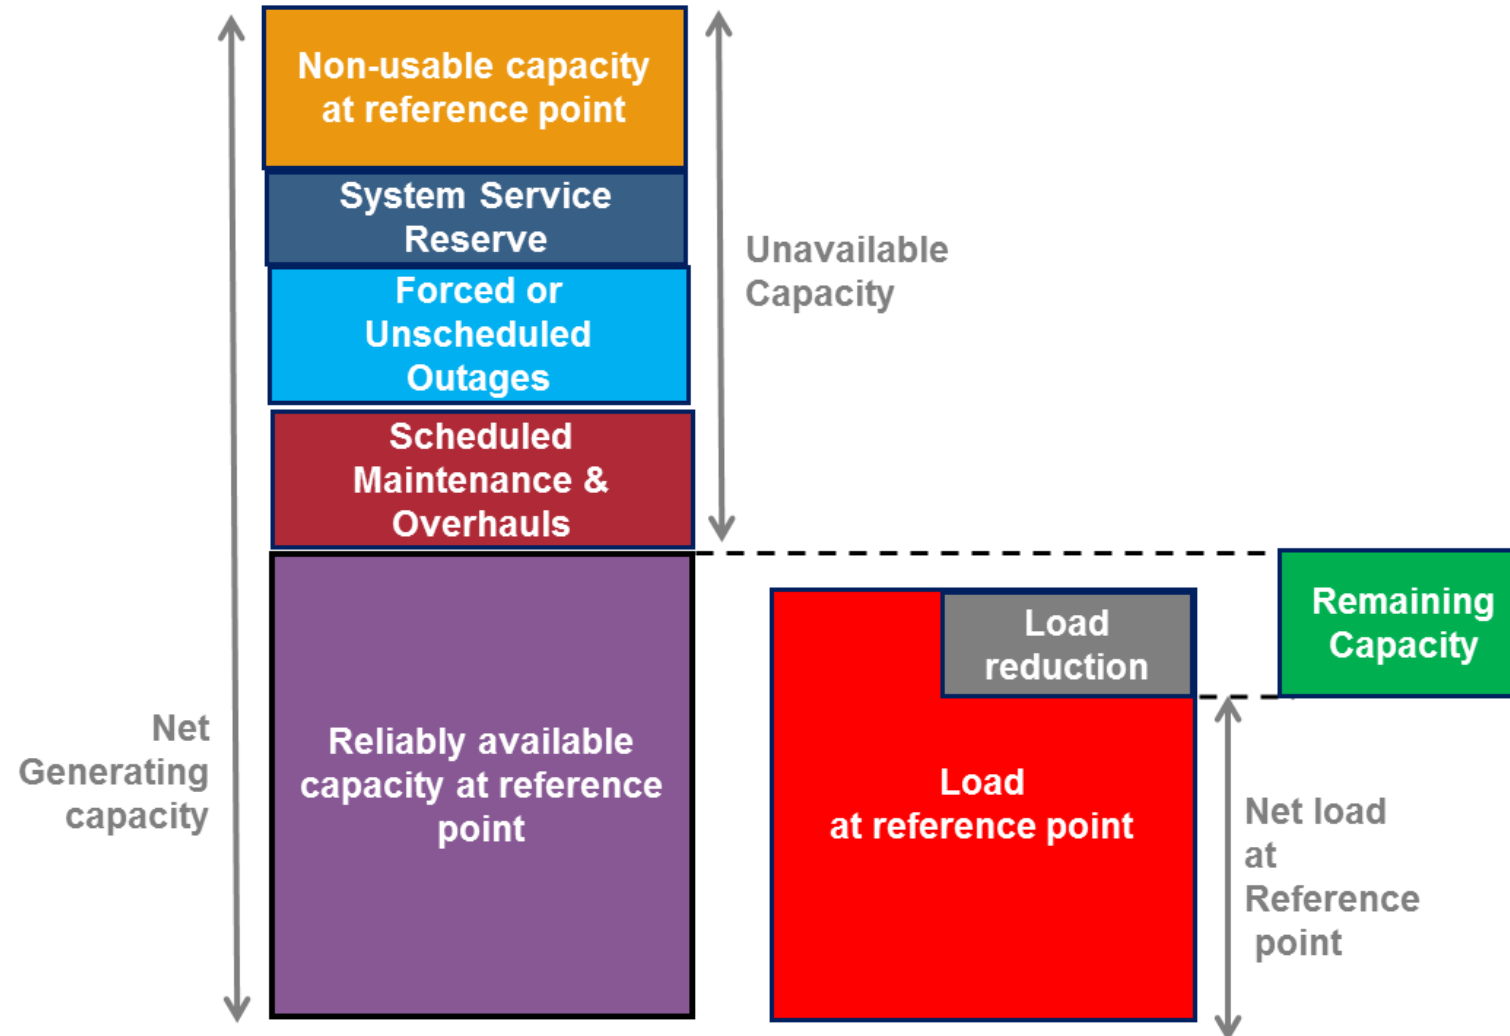 Non-usable capacity
at reference point
System Service
Reserve
Forced or
Unscheduled
Outages
Scheduled
Maintenance &
Overhauls
Reliably available
capacity at reference
point
Net
Generating
capacity
Unavailable
Capacity
Load
reduction
Load
at reference point
Remaining
Capacity
Net load
at
Reference
point